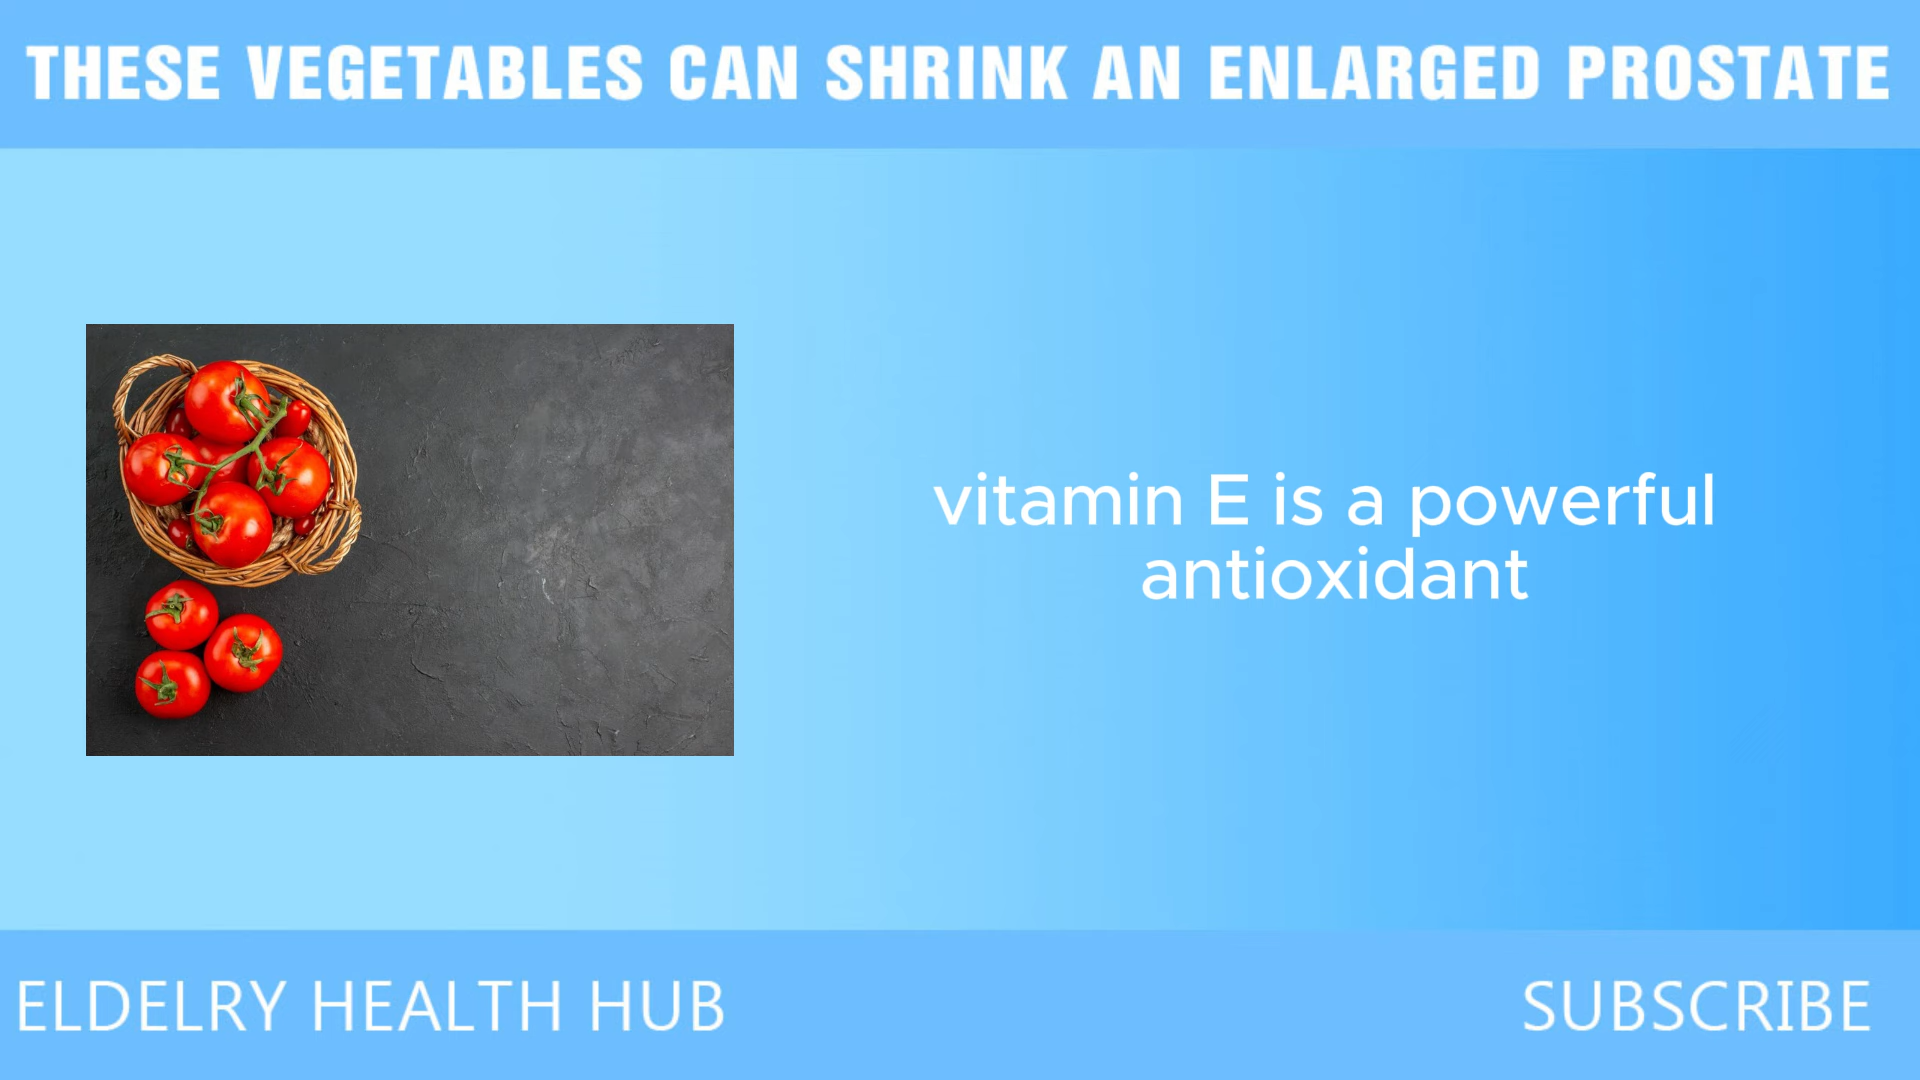 THESE VEGETABLES CAN SHRINK AN ENLARGED PROSTATE
vitamin E is a powerful
antioxidant
ELDELRY HEALTH HUB
SUBSCRIBE